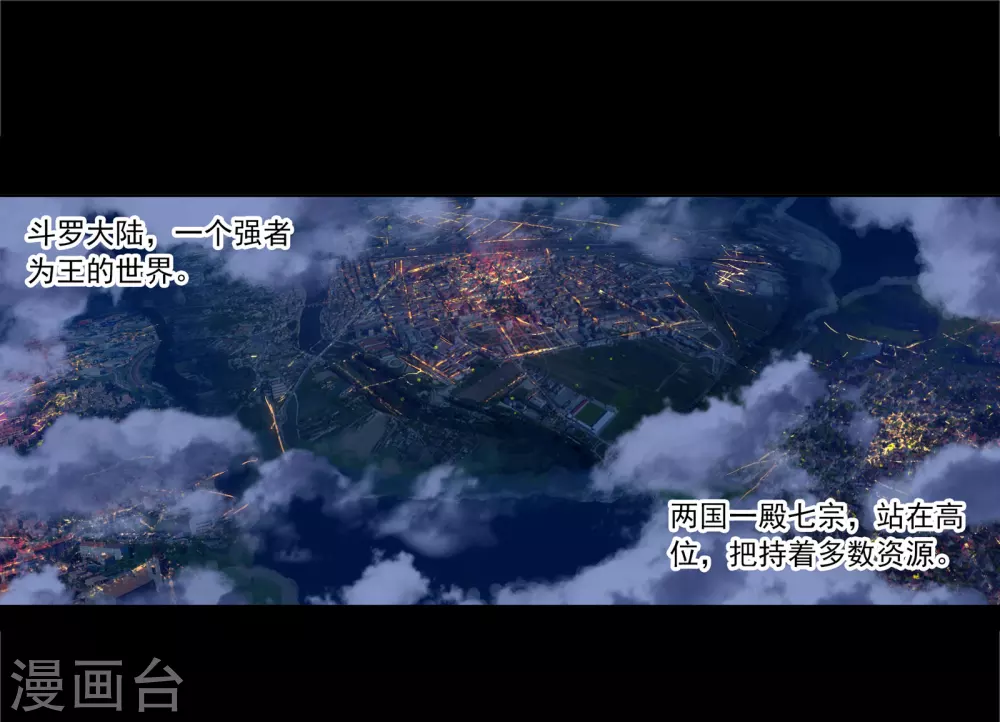 斗罗大陆，一个强者
为王的世界。
两国一殿七宗，站在高
位，把持着多数资源。
漫画台